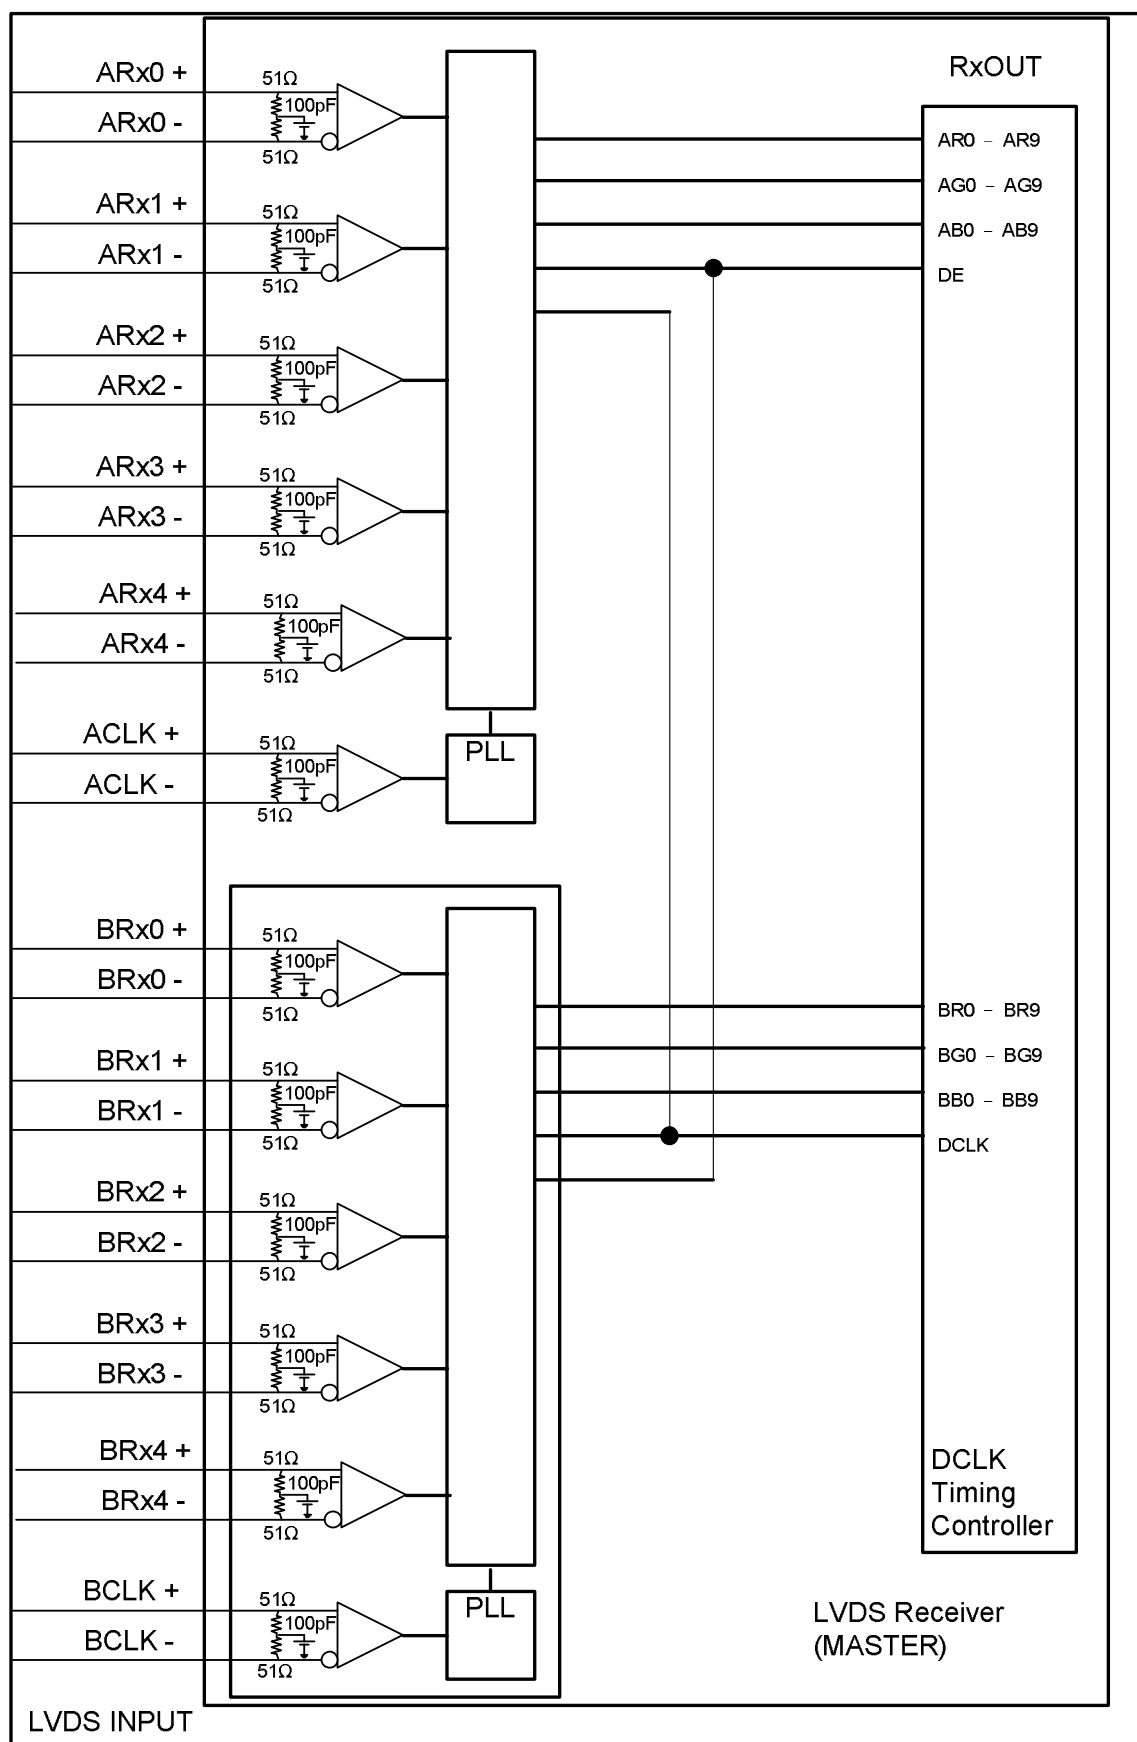 RxOUT
ARx0 +
51Ω
100pF
ARx0 -
51Ω
AR0 - AR9
AG0 - AG9
ARx1 +
51Ω
100pF
AB0 - AB9
ARx1 -
51Ω
DE
ARx2 +
51Ω
100pF
ARx2 -
51Ω
ARx3 +
51Ω
100pF
ARx3 -
51Ω
ARx4 +
51Ω
100pF
ARx4 -
51Ω
ACLK +
51Ω
100pF
PLL
ACLK -
51Ω
BRx0 +
51Ω
100pF
BRx0 -
51Ω
BR0 - BR9
BG0 - BG9
BRx1 +
51Ω
100pF
BB0 - BB9
BRx1 -
51Ω
DCLK
BRx2 +
51Ω
100pF
BRx2 -
51Ω
BRx3 +
51Ω
100pF
BRx3 -
51Ω
BRx4 +
51Ω
100pF
BRx4 -
51Ω
DCLK
Timing
Controller
BCLK +
51Ω
100pF
PLL
BCLK -
51Ω
LVDS Receiver
(MASTER)
LVDS INPUT